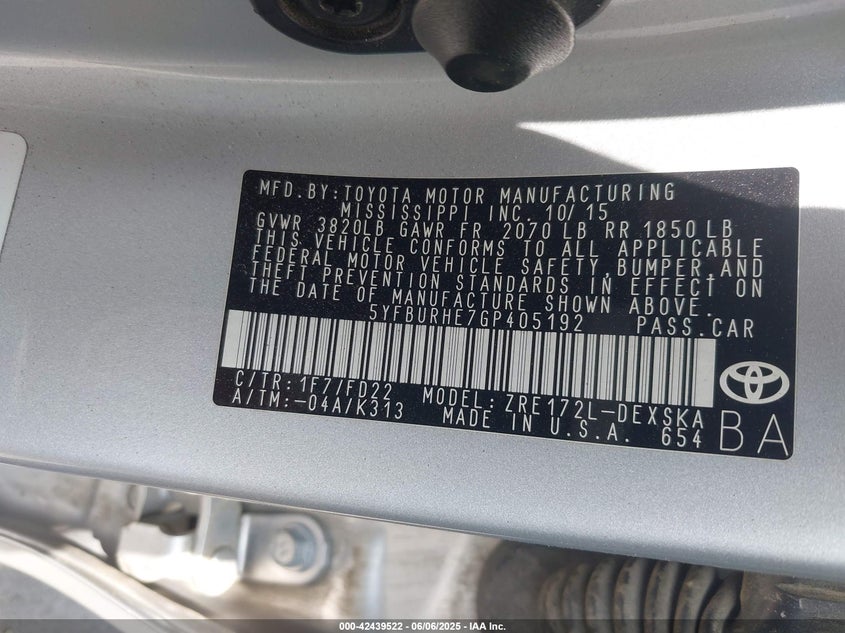 MFD. BY: TOYOTA MOTOR MANUFACTURING
MISSISSIPPI INC. 10/15
GVWR 3820LB GAWR FR 2070 LB RR 1850 LB
THIS VEHICLE CONFORMS TO ALL APPLICABLE
FEDERAL MOTOR VEHICLE SAFETY, BUMPER, AND
THEFT PREVENTION STANDARDS IN EFFECT ON
THE DATE OF MANUFACTURE SHOWN ABOVE.
5YFBURHE7GP405192 PASS. CAR
C/TR: 1F7/FD22 MODEL: ZRE172L-DEXSKA
A/TM: -04A/K313 MADE IN U.S.A. 654
BA
000-42439522 - 06/06/2025 - IAA Inc.